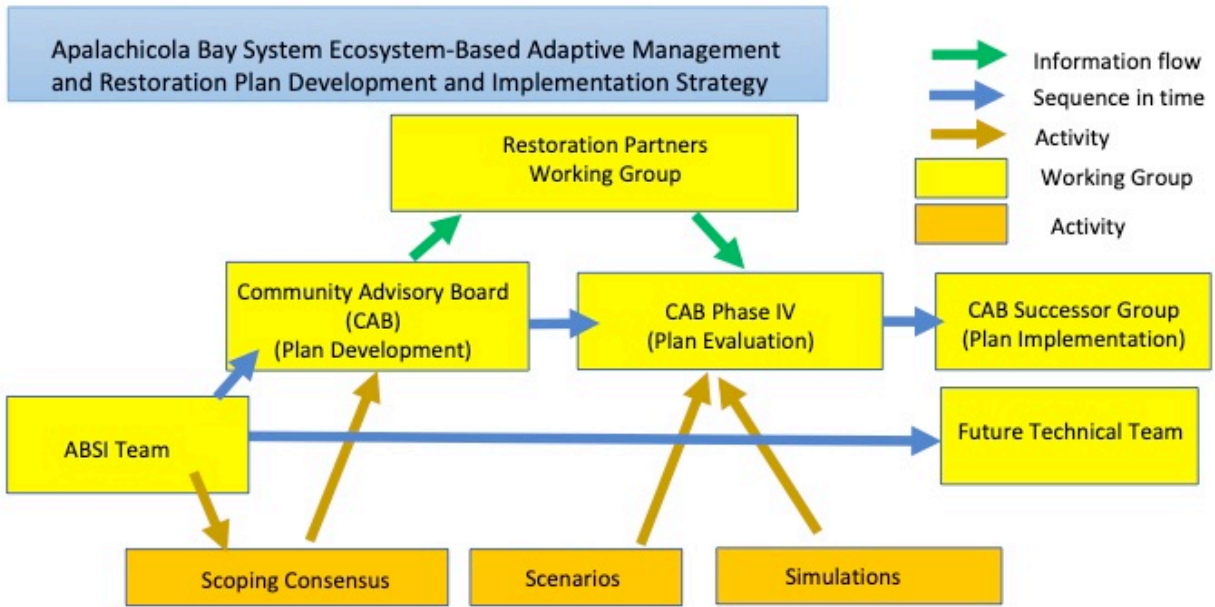 Apalachicola Bay System Ecosystem-Based Adaptive Management
and Restoration Plan Development and Implementation Strategy
Information flow
Sequence in time
Activity
Working Group
Activity
Restoration Partners
Working Group
Community Advisory Board
(CAB)
(Plan Development)
CAB Phase IV
(Plan Evaluation)
CAB Successor Group
(Plan Implementation)
ABSI Team
Future Technical Team
Scoping Consensus
Scenarios
Simulations